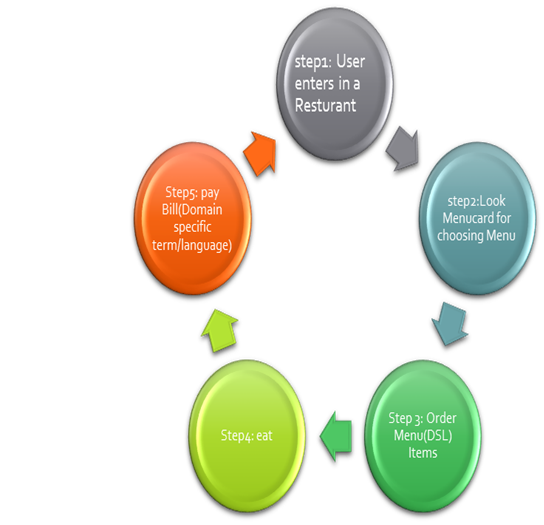 step1: User
enters in a
Resturant
step2:Look
Menucard for
choosing Menu
Step 3: Order
Menu(DSL)
Items
Step4: eat
Step5: pay
Bill(Domain
specific
term/language)